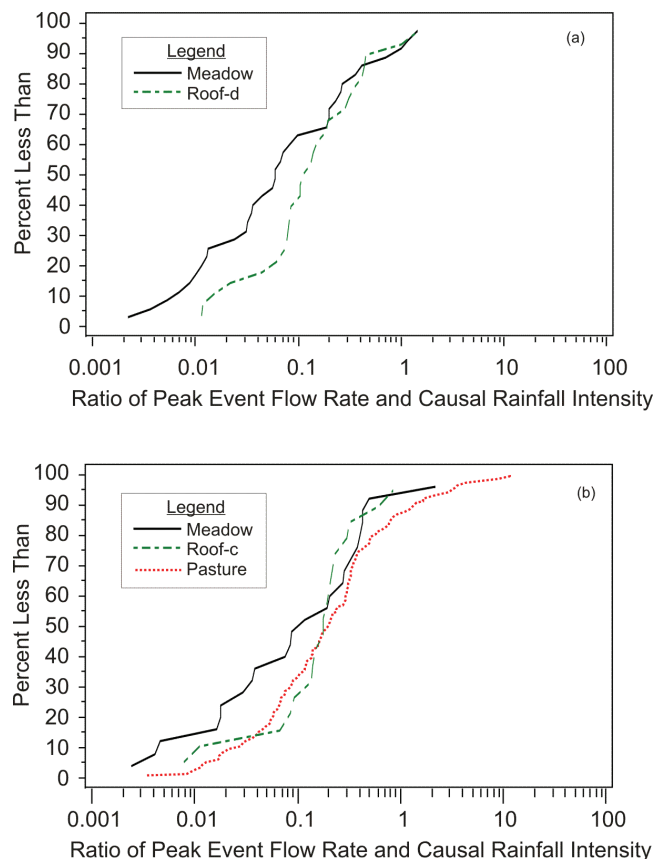 100
90
80
70
60
50
40
30
20
10
0
Percent Less Than
Legend
Meadow
Roof-d
(a)
0.001 0.01 0.1 1 10 100
Ratio of Peak Event Flow Rate and Causal Rainfall Intensity
100
90
80
70
60
50
40
30
20
10
0
Percent Less Than
Legend
Meadow
Roof-c
Pasture
(b)
0.001 0.01 0.1 1 10 100
Ratio of Peak Event Flow Rate and Causal Rainfall Intensity